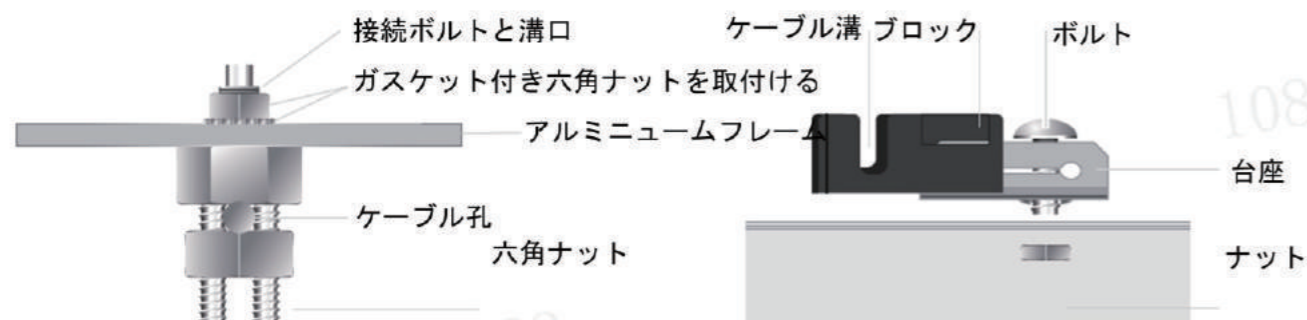 接続ボルトと溝口
ガスケット付き六角ナットを取付ける
アルミニュームフレーム
ケーブル孔
六角ナット
ケーブル溝 ブロック
ボルト
台座
ナット
108